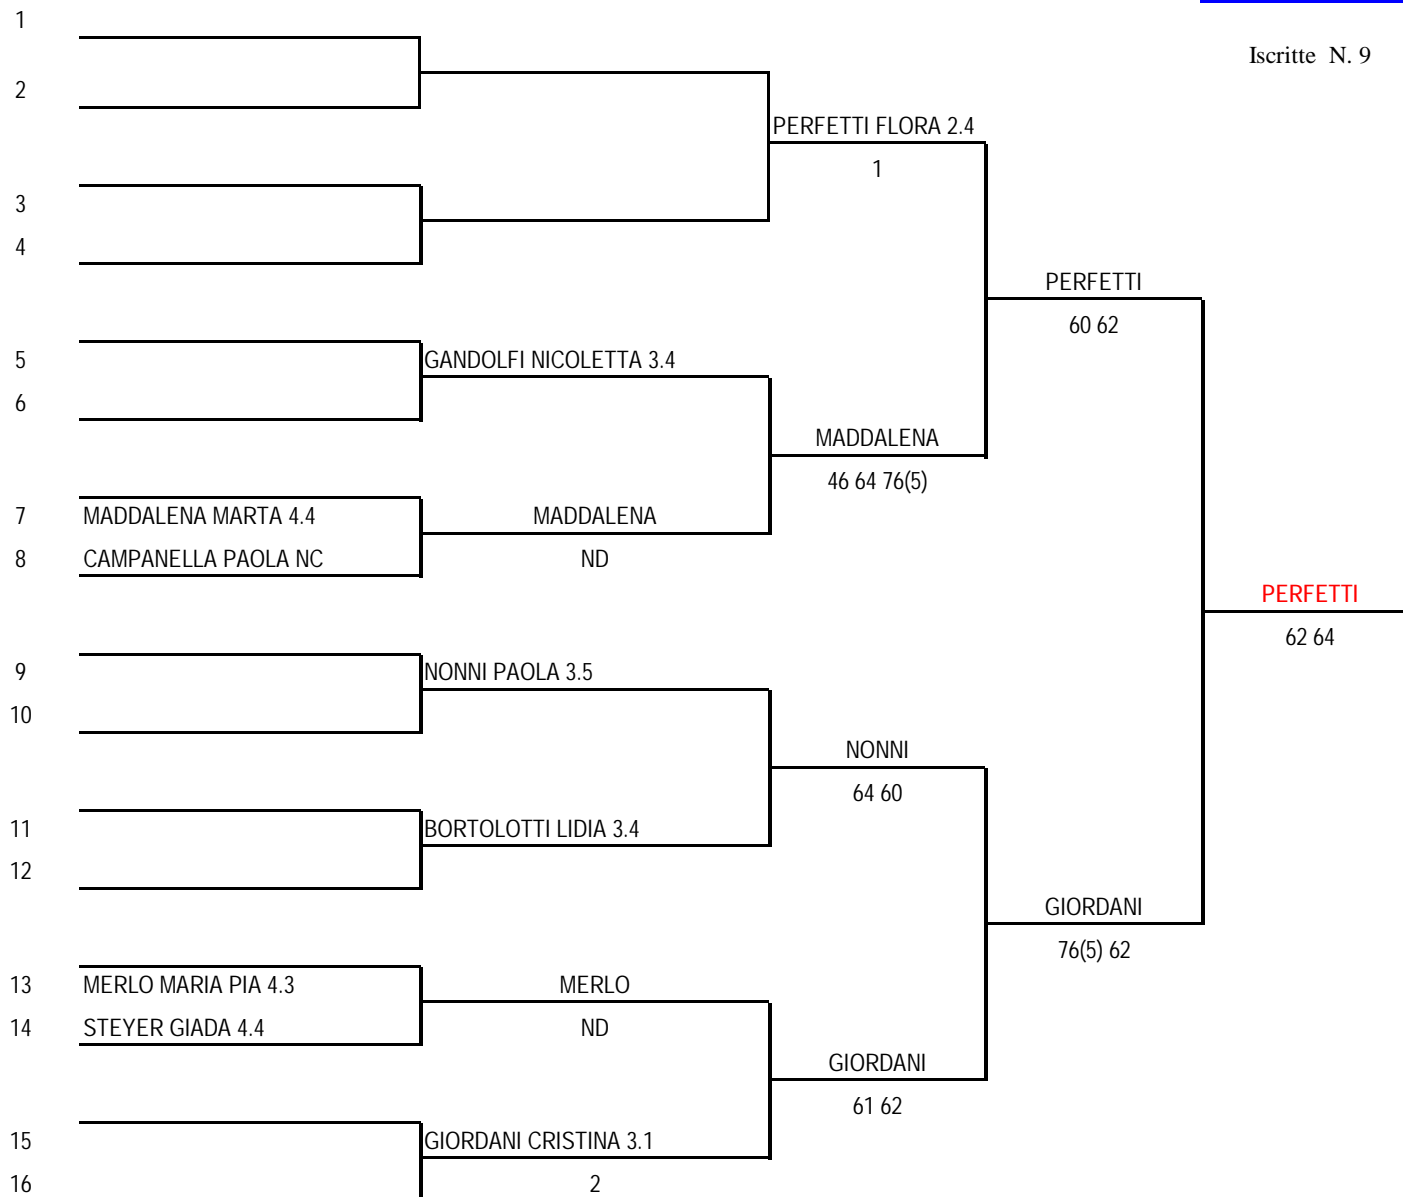 1
Iscritte N. 9
2
PERFETTI FLORA 2.4
1
3
4
PERFETTI
60 62
5
GANDOLFI NICOLETTA 3.4
6
MADDALENA
46 64 76(5)
7
MADDALENA MARTA 4.4
MADDALENA
8
CAMPANELLA PAOLA NC
ND
PERFETTI
62 64
9
NONNI PAOLA 3.5
10
NONNI
64 60
11
BORTOLOTTI LIDIA 3.4
12
GIORDANI
76(5) 62
13
MERLO MARIA PIA 4.3
MERLO
14
STEYER GIADA 4.4
ND
GIORDANI
61 62
15
GIORDANI CRISTINA 3.1
16
2